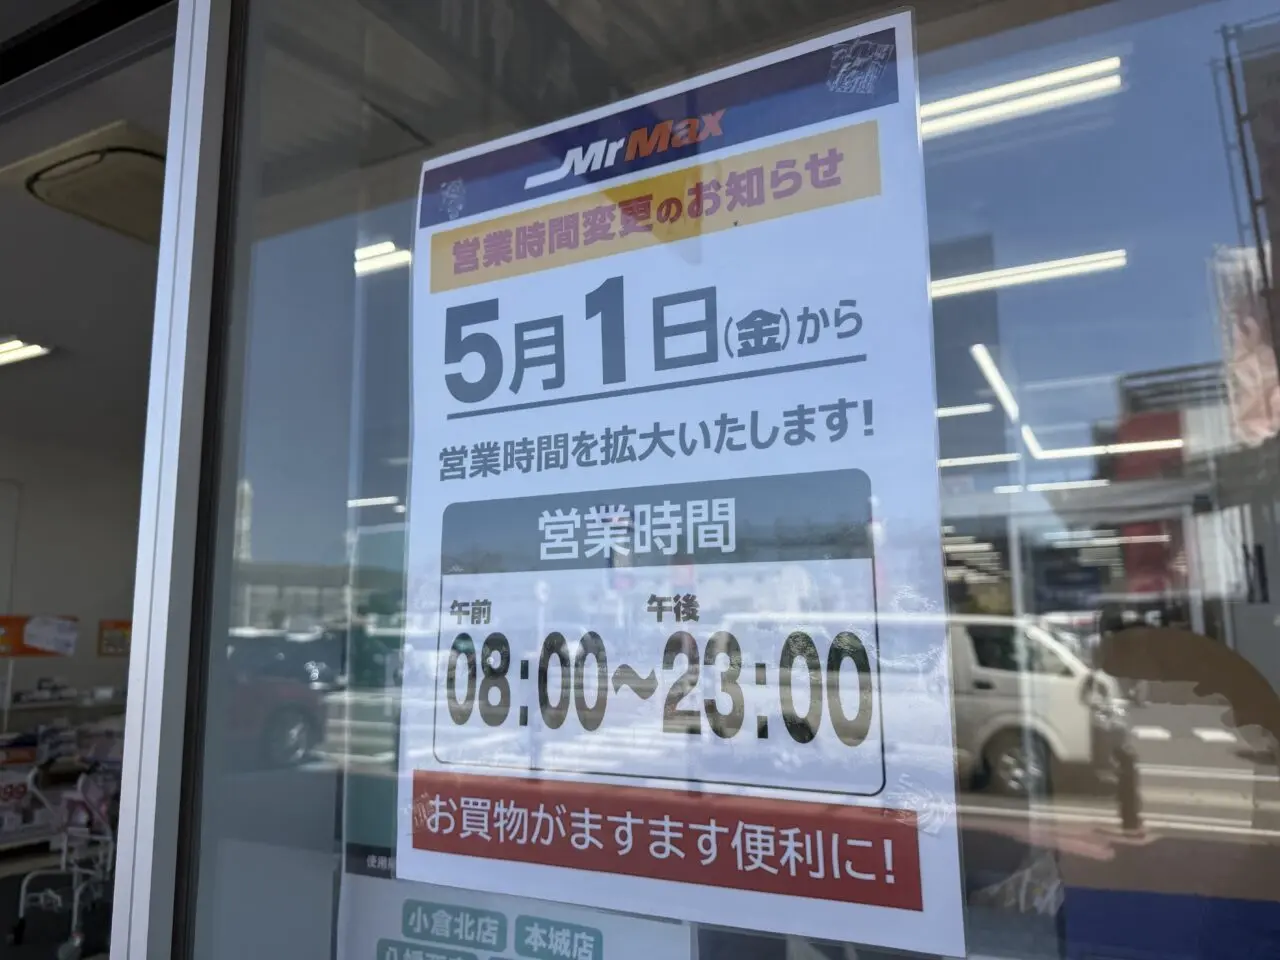 MrMax
営業時間変更のお知らせ
5月1日(金)から
営業時間を拡大いたします!
営業時間
午前 午後
08:00~23:00
お買物がますます便利に!
使用
小倉北店 本城店